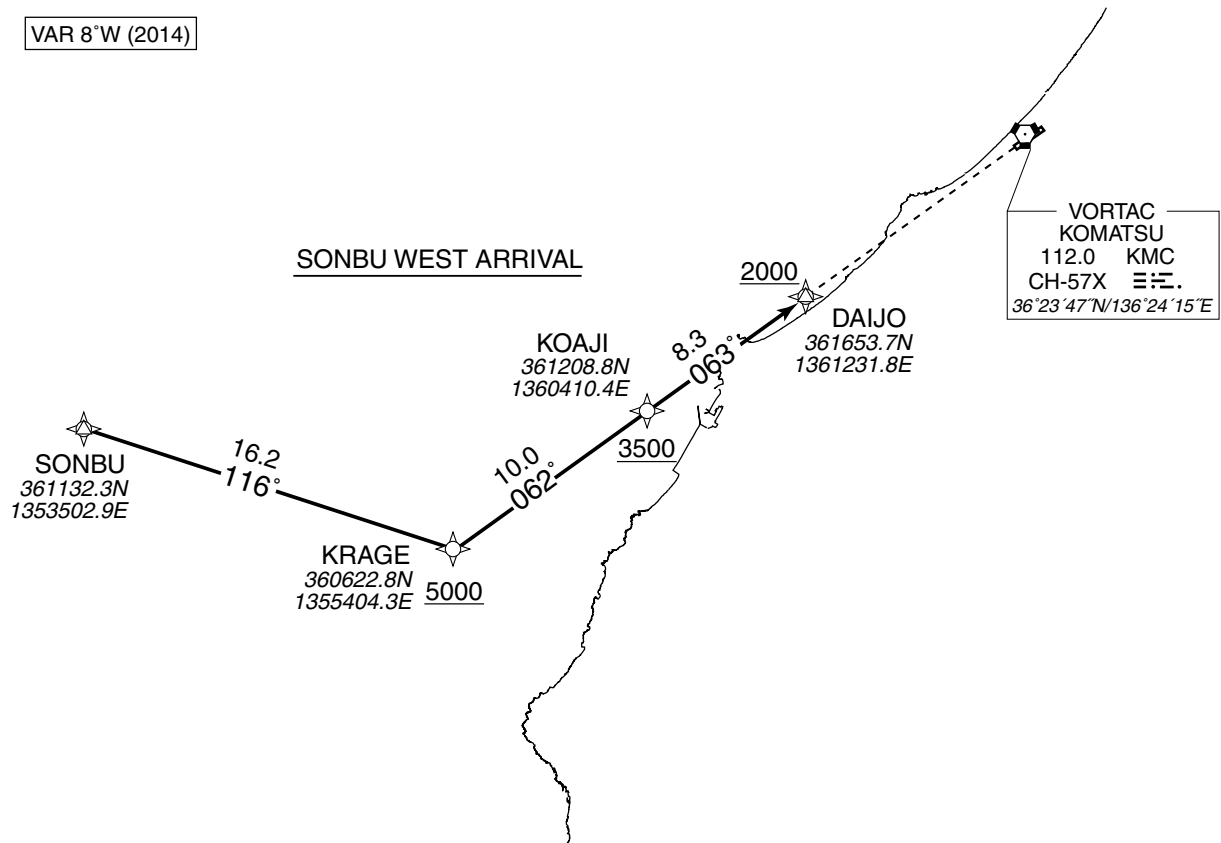 VAR 8˚W (2014)
SONBU WEST ARRIVAL
VORTAC
KOMATSU
112.0 KMC
CH-57X
36˚23´47˝N/136˚24´15˝E
2000
DAIJO
361653.7N
1361231.8E
8.3
063˚
KOAJI
361208.8N
1360410.4E
3500
10.0
062˚
16.2
116˚
SONBU
361132.3N
1353502.9E
KRAGE
360622.8N
1355404.3E
5000